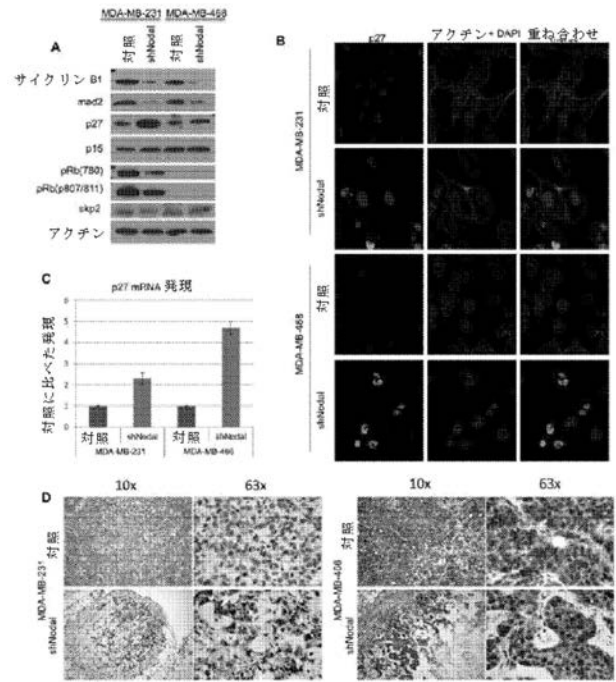 MDA-MB-231 MDA-MB-468
A
対照 shNodal 対照 shNodal
サイクリン B1
mad2
p27
p15
pRb(780)
pRb(p807/811)
skp2
アクチン
B
p27 アクチン+ DAPI 重ね合わせ
MDA-MB-231
対照
shNodal
MDA-MB-468
対照
shNodal
C
p27 mRNA 発現
対照に比べた発現
6
5
4
3
2
1
0
対照 shNodal 対照 shNodal
MDA-MB-231 MDA-MB-468
D
10x 63x 10x 63x
MDA-MB-231
対照
shNodal
MDA-MB-468
対照
shNodal